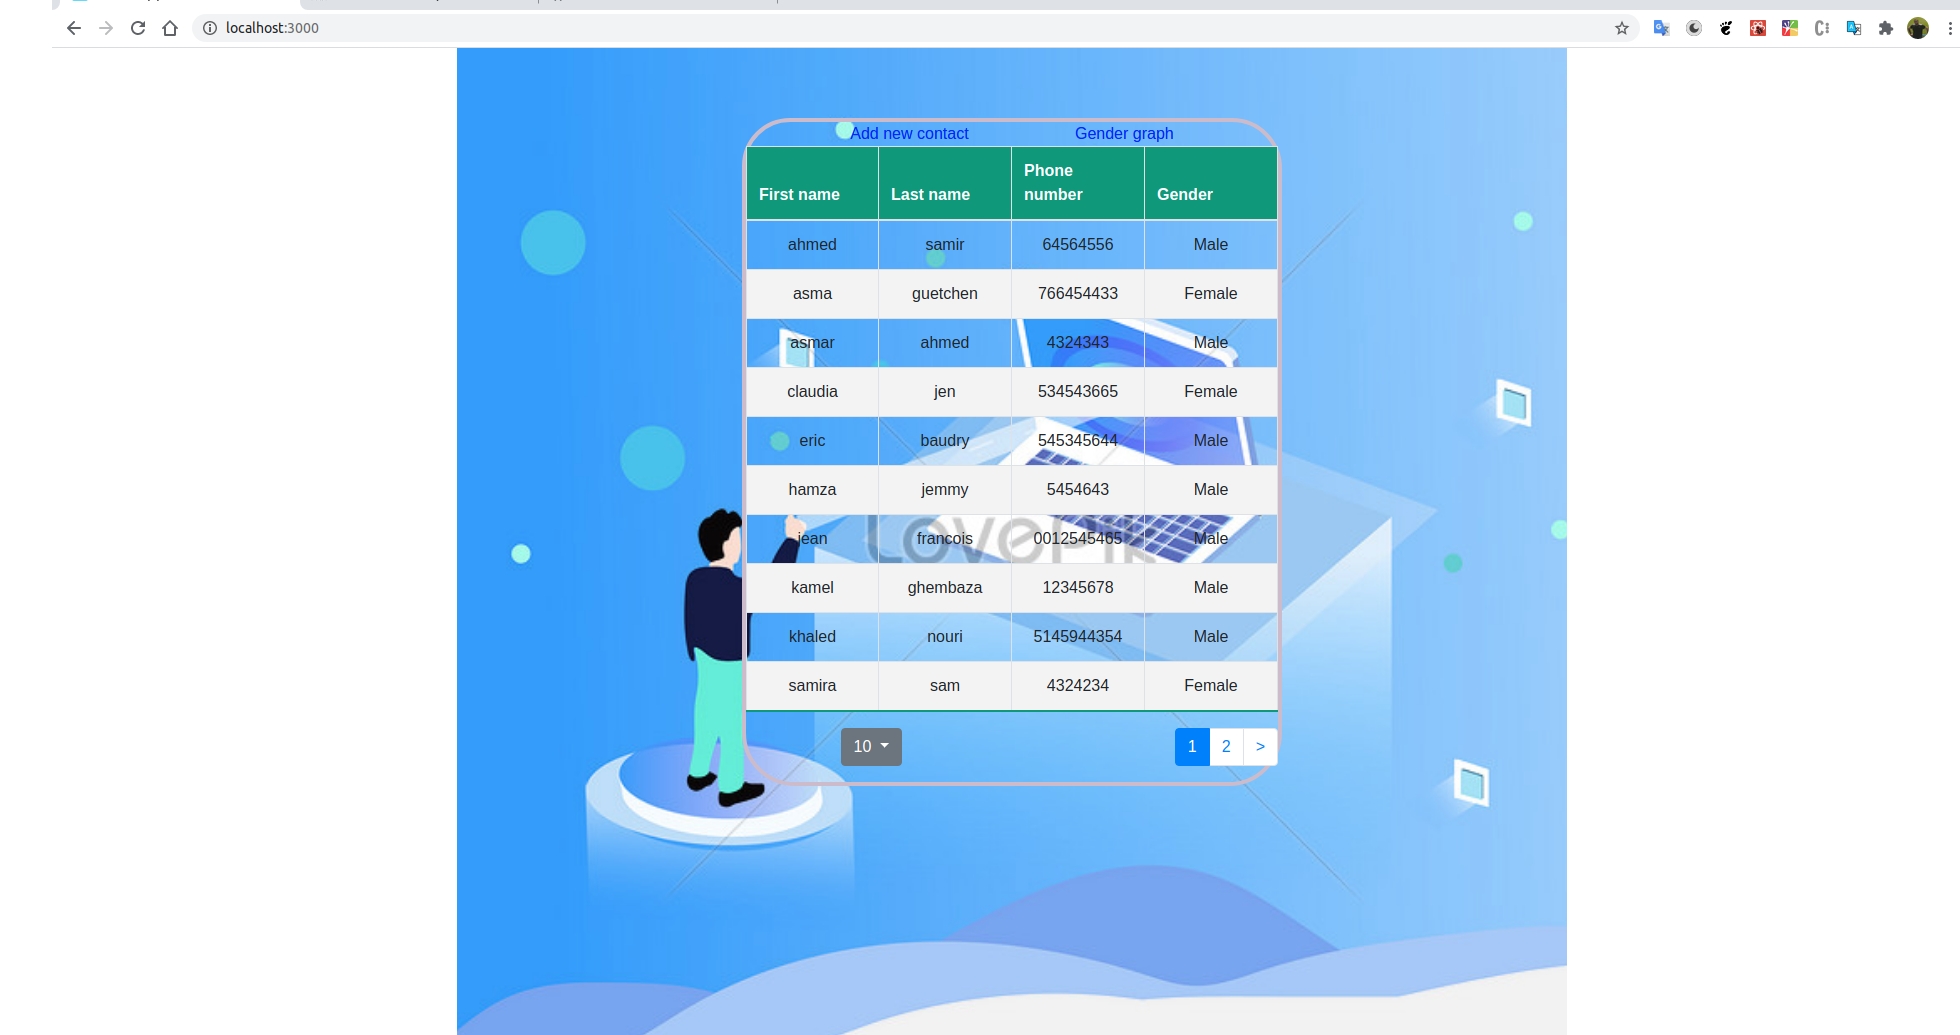 localhost:3000
Add new contact Gender graph
First name Last name Phone number Gender
ahmed samir 64564556 Male
asma guetchen 766454433 Female
asmar ahmed 4324343 Male
claudia jen 534543665 Female
eric baudry 545345644 Male
hamza jemmy 5454643 Male
jean francois 0012545465 Male
kamel ghembaza 12345678 Male
khaled nouri 5145944354 Male
samira sam 4324234 Female
10 1 2 >